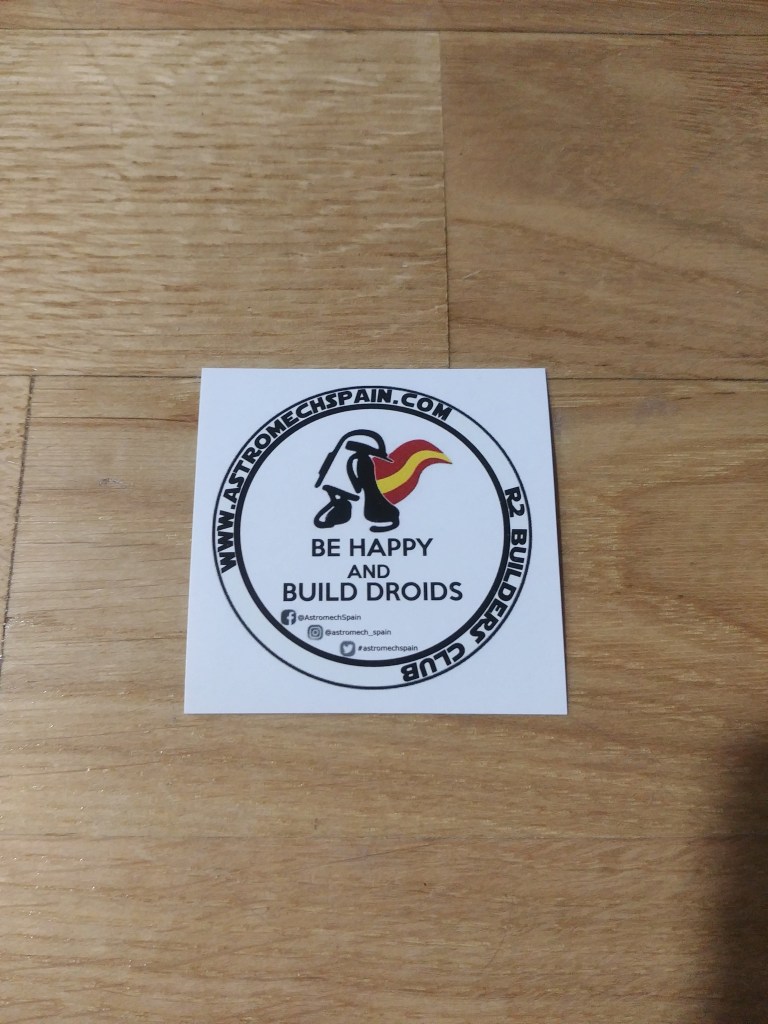 WWW.ASTROMECHSPAIN.COM
R2 BUILDERS CLUB
BE HAPPY
AND
BUILD DROIDS
@AstromechSpain
@astromech_spain
#astromechspain